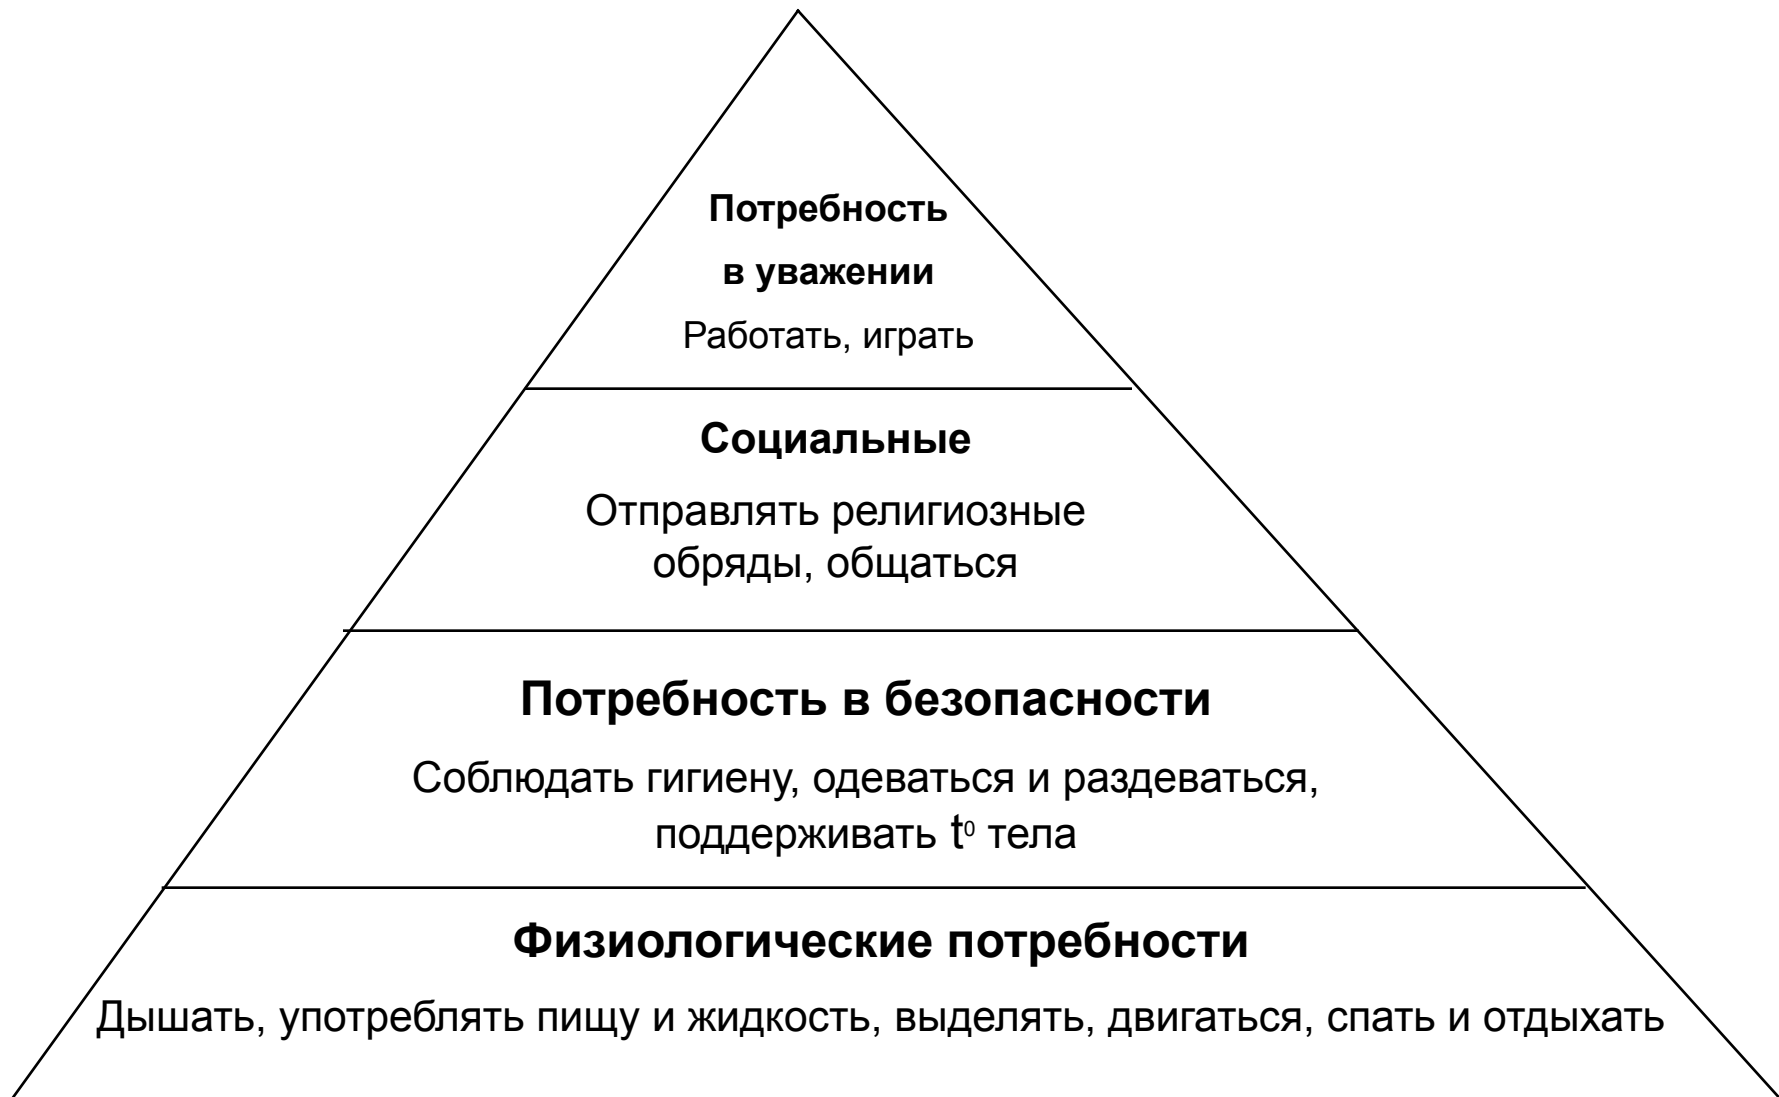 Потребность
в уважении
Работать, играть
Социальные
Отправлять религиозные
обряды, общаться
Потребность в безопасности
Соблюдать гигиену, одеваться и раздеваться,
поддерживать t⁰ тела
Физиологические потребности
Дышать, употреблять пищу и жидкость, выделять, двигаться, спать и отдыхать